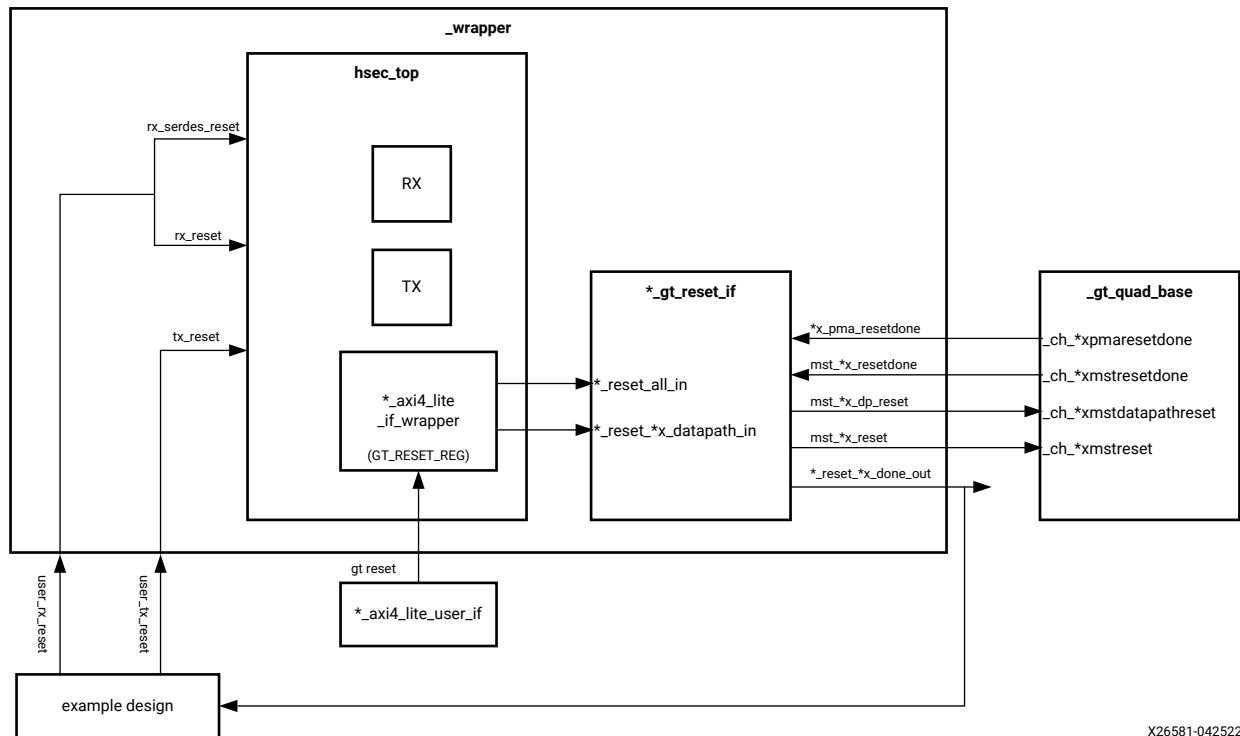 _wrapper
hsec_top
rx_serdes_reset
RX
rx_reset
TX
*_gt_reset_if
_gt_quad_base
tx_reset
*x_pma_resetdone
_ch_*xpmaresetdone
mst_*x_resetdone
_ch_*xmstresetdone
*_reset_all_in
*_axi4_lite
_if_wrapper
(GT_RESET_REG)
mst_*x_dp_reset
_ch_*xmstdatapathreset
*_reset_*x_datapath_in
mst_*x_reset
_ch_*xmstreset
*_reset_*x_done_out
gt reset
user_rx_reset
user_tx_reset
*_axi4_lite_user_if
example design
X26581-042522